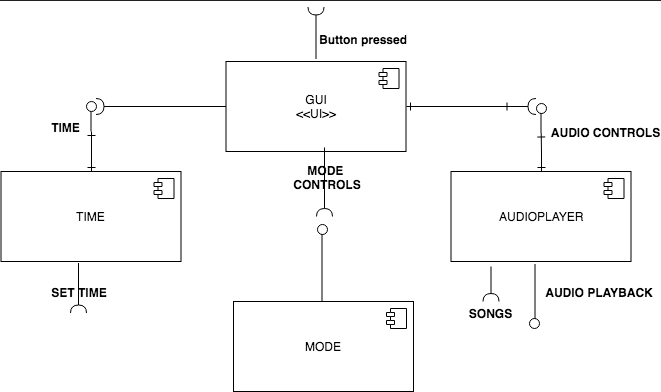 Button pressed
GUI
<<UI>>
TIME
AUDIO CONTROLS
MODE
CONTROLS
TIME
AUDIOPLAYER
SET TIME
AUDIO PLAYBACK
SONGS
MODE